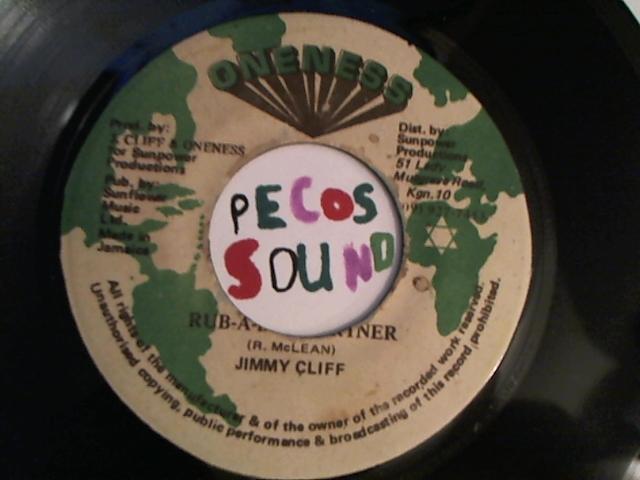 ONENESS
Prod. by:
J. CLIFF & ONENESS
for Sunpower
Productions
Pub. by:
Sunflower
Music
Ltd.
Made in
Jamaica
Dist. by
Sunpower
Productions
51 Lady
Road,
Kgn. 10
PECOS
SOUND
RUB-A-
(R. McLEAN)
JIMMY CLIFF
All rights of the manufacturer & of the owner of the recorded work reserved.
Unauthorised copying, public performance & broadcasting of this record prohibited.